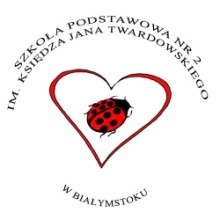 SZKOŁA PODSTAWOWA NR 2
IM. KSIĘDZA JANA TWARDOWSKIEGO
W BIAŁYMSTOKU